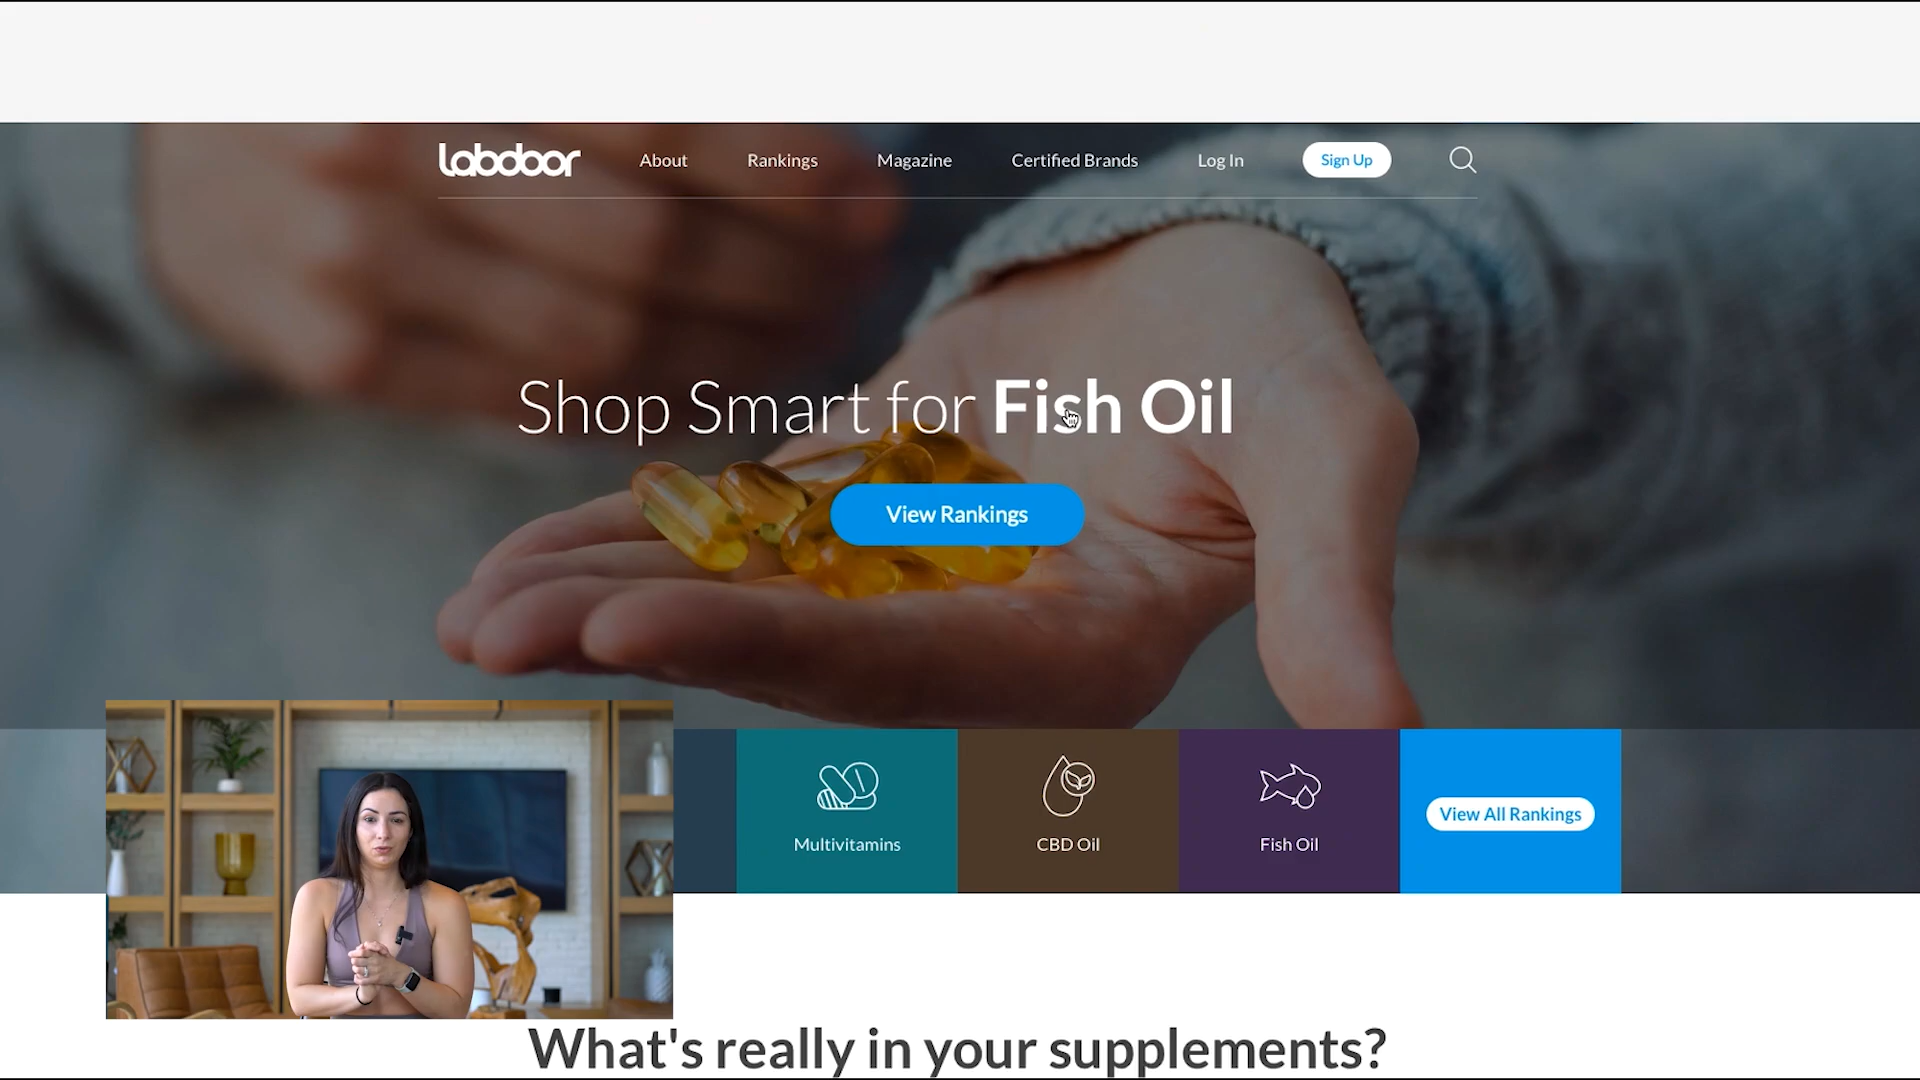 labdoor
About
Rankings
Magazine
Certified Brands
Log In
Sign Up
Shop Smart for Fish Oil
View Rankings
Multivitamins
CBD Oil
Fish Oil
View All Rankings
What's really in your supplements?